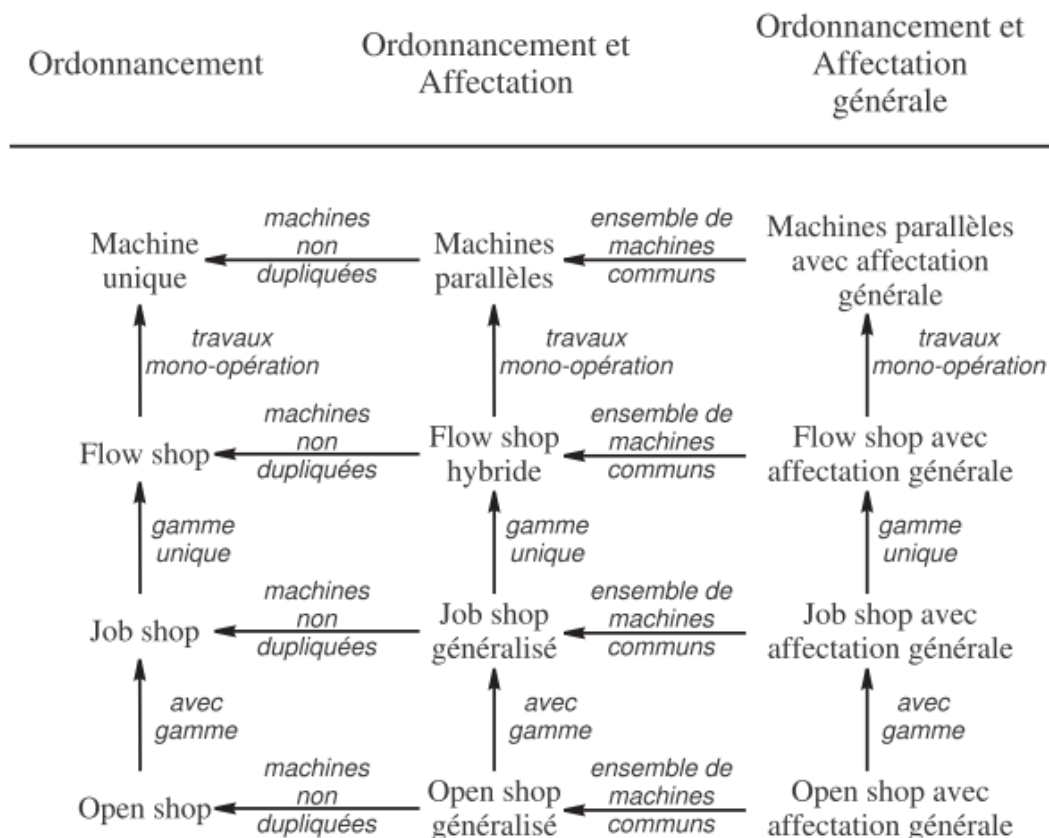 Ordonnancement
Ordonnancement et
Affectation
Ordonnancement et
Affectation
générale
Machine
unique
machines
non
dupliquées
Machines
parallèles
ensemble de
machines
communs
Machines parallèles
avec affectation
générale
travaux
mono-opération
travaux
mono-opération
travaux
mono-opération
Flow shop
machines
non
dupliquées
Flow shop
hybride
ensemble de
machines
communs
Flow shop avec
affectation générale
gamme
unique
gamme
unique
gamme
unique
Job shop
machines
non
dupliquées
Job shop
généralisé
ensemble de
machines
communs
Job shop avec
affectation générale
avec
gamme
avec
gamme
avec
gamme
Open shop
machines
non
dupliquées
Open shop
généralisé
ensemble de
machines
communs
Open shop avec
affectation générale